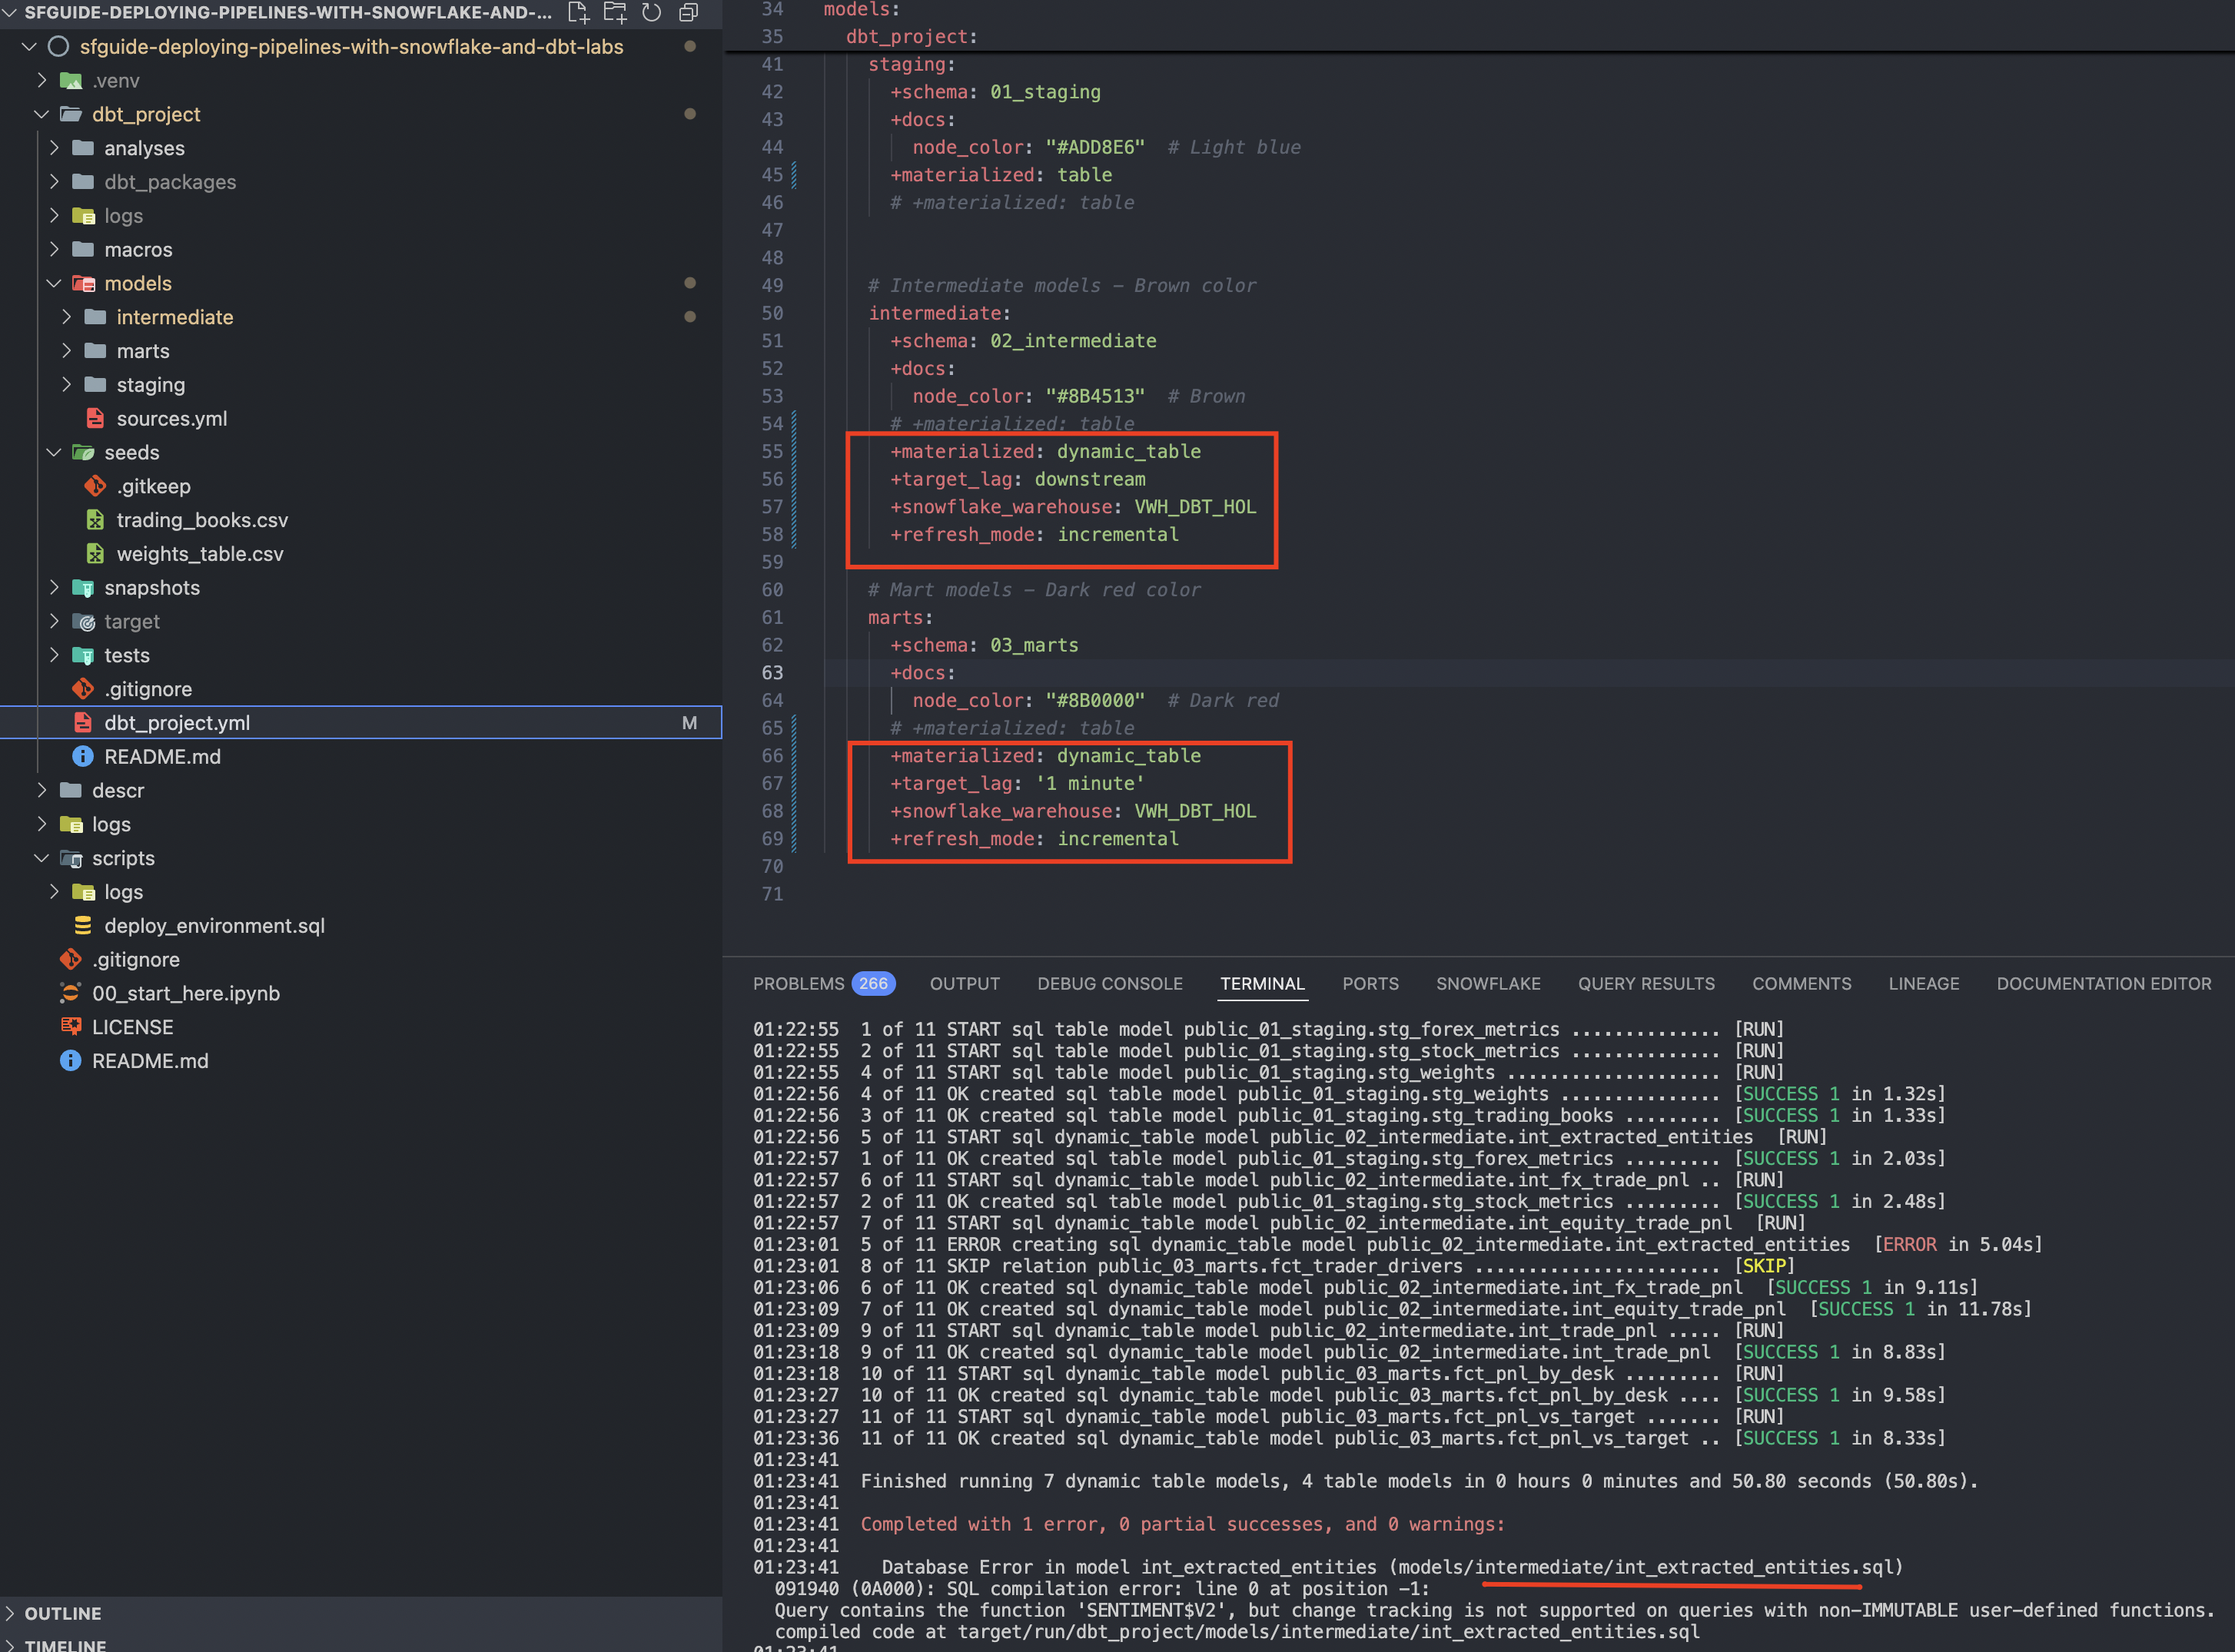 SFGUIDE-DEPLOYING-PIPELINES-WITH-SNOWFLAKE-AND-...
sfguide-deploying-pipelines-with-snowflake-and-dbt-labs
.venv
dbt_project
analyses
dbt_packages
logs
macros
models
intermediate
marts
staging
sources.yml
seeds
.gitkeep
trading_books.csv
weights_table.csv
snapshots
target
tests
.gitignore
dbt_project.yml M
README.md
descr
logs
scripts
logs
deploy_environment.sql
.gitignore
00_start_here.ipynb
LICENSE
README.md
OUTLINE
TIMELINE
34 models:
35 dbt_project:
41 staging:
42 +schema: 01_staging
43 +docs:
44 node_color: "#ADD8E6" # Light blue
45 +materialized: table
46 # +materialized: table
47
48
49 # Intermediate models – Brown color
50 intermediate:
51 +schema: 02_intermediate
52 +docs:
53 node_color: "#8B4513" # Brown
54 # +materialized: table
55 +materialized: dynamic_table
56 +target_lag: downstream
57 +snowflake_warehouse: VWH_DBT_HOL
58 +refresh_mode: incremental
59
60 # Mart models – Dark red color
61 marts:
62 +schema: 03_marts
63 +docs:
64 node_color: "#8B0000" # Dark red
65 # +materialized: table
66 +materialized: dynamic_table
67 +target_lag: '1 minute'
68 +snowflake_warehouse: VWH_DBT_HOL
69 +refresh_mode: incremental
70
71
PROBLEMS 266 OUTPUT DEBUG CONSOLE TERMINAL PORTS SNOWFLAKE QUERY RESULTS COMMENTS LINEAGE DOCUMENTATION EDITOR
01:22:55 1 of 11 START sql table model public_01_staging.stg_forex_metrics .............. [RUN]
01:22:55 2 of 11 START sql table model public_01_staging.stg_stock_metrics .............. [RUN]
01:22:55 4 of 11 START sql table model public_01_staging.stg_weights .................... [RUN]
01:22:56 4 of 11 OK created sql table model public_01_staging.stg_weights ............... [SUCCESS 1 in 1.32s]
01:22:56 3 of 11 OK created sql table model public_01_staging.stg_trading_books ......... [SUCCESS 1 in 1.33s]
01:22:56 5 of 11 START sql dynamic_table model public_02_intermediate.int_extracted_entities [RUN]
01:22:57 1 of 11 OK created sql table model public_01_staging.stg_forex_metrics ......... [SUCCESS 1 in 2.03s]
01:22:57 6 of 11 START sql dynamic_table model public_02_intermediate.int_fx_trade_pnl .. [RUN]
01:22:57 2 of 11 OK created sql table model public_01_staging.stg_stock_metrics ......... [SUCCESS 1 in 2.48s]
01:22:57 7 of 11 START sql dynamic_table model public_02_intermediate.int_equity_trade_pnl [RUN]
01:23:01 5 of 11 ERROR creating sql dynamic_table model public_02_intermediate.int_extracted_entities [ERROR in 5.04s]
01:23:01 8 of 11 SKIP relation public_03_marts.fct_trader_drivers ....................... [SKIP]
01:23:06 6 of 11 OK created sql dynamic_table model public_02_intermediate.int_fx_trade_pnl [SUCCESS 1 in 9.11s]
01:23:09 7 of 11 OK created sql dynamic_table model public_02_intermediate.int_equity_trade_pnl [SUCCESS 1 in 11.78s]
01:23:09 9 of 11 START sql dynamic_table model public_02_intermediate.int_trade_pnl ..... [RUN]
01:23:18 9 of 11 OK created sql dynamic_table model public_02_intermediate.int_trade_pnl [SUCCESS 1 in 8.83s]
01:23:18 10 of 11 START sql dynamic_table model public_03_marts.fct_pnl_by_desk ......... [RUN]
01:23:27 10 of 11 OK created sql dynamic_table model public_03_marts.fct_pnl_by_desk .... [SUCCESS 1 in 9.58s]
01:23:27 11 of 11 START sql dynamic_table model public_03_marts.fct_pnl_vs_target ....... [RUN]
01:23:36 11 of 11 OK created sql dynamic_table model public_03_marts.fct_pnl_vs_target .. [SUCCESS 1 in 8.33s]
01:23:41
01:23:41 Finished running 7 dynamic table models, 4 table models in 0 hours 0 minutes and 50.80 seconds (50.80s).
01:23:41
01:23:41 Completed with 1 error, 0 partial successes, and 0 warnings:
01:23:41
01:23:41 Database Error in model int_extracted_entities (models/intermediate/int_extracted_entities.sql)
091940 (0A000): SQL compilation error: line 0 at position -1:
Query contains the function 'SENTIMENT$V2', but change tracking is not supported on queries with non-IMMUTABLE user-defined functions.
compiled code at target/run/dbt_project/models/intermediate/int_extracted_entities.sql
01:23:41